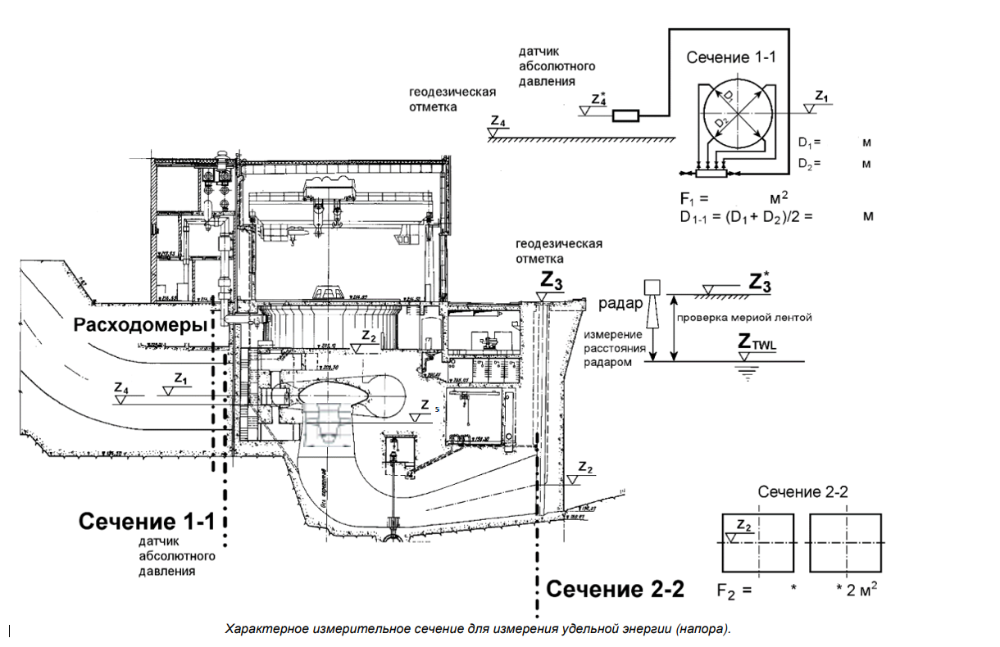 датчик
абсолютного
давления
Сечение 1-1
геодезическая
отметка
Z4*
Z1
Z4
D1
D2
D1 = м
D2 = м
F1 = м²
D1-1 = (D1 + D2)/2 = м
геодезическая
отметка
Z3
Z3*
радар
проверка мерной лентой
измерение
расстояния
радаром
ZTWL
Расходомеры
Z2
Z1
Z4
Z 5
Ось агрегатов
Z2
Сечение 1-1
датчик
абсолютного
давления
Сечение 2-2
Z2
Сечение 2-2
F2 = * * 2 м²
Характерное измерительное сечение для измерения удельной энергии (напора).